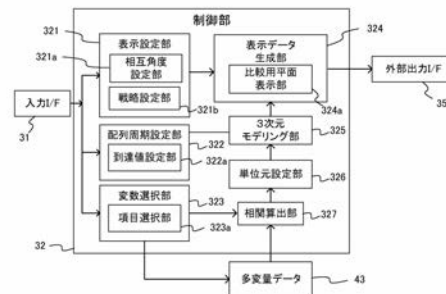 制御部
321
表示設定部
321a
相互角度
設定部
戦略設定部
321b
324
表示データ
生成部
比較用平面
表示部
324a
外部出力I/F
35
入力I/F
31
配列周期設定部
322
到達値設定部
322a
3次元
モデリング部
325
単位元設定部
326
変数選択部
323
項目選択部
323a
相関算出部
327
32
多変量データ
43